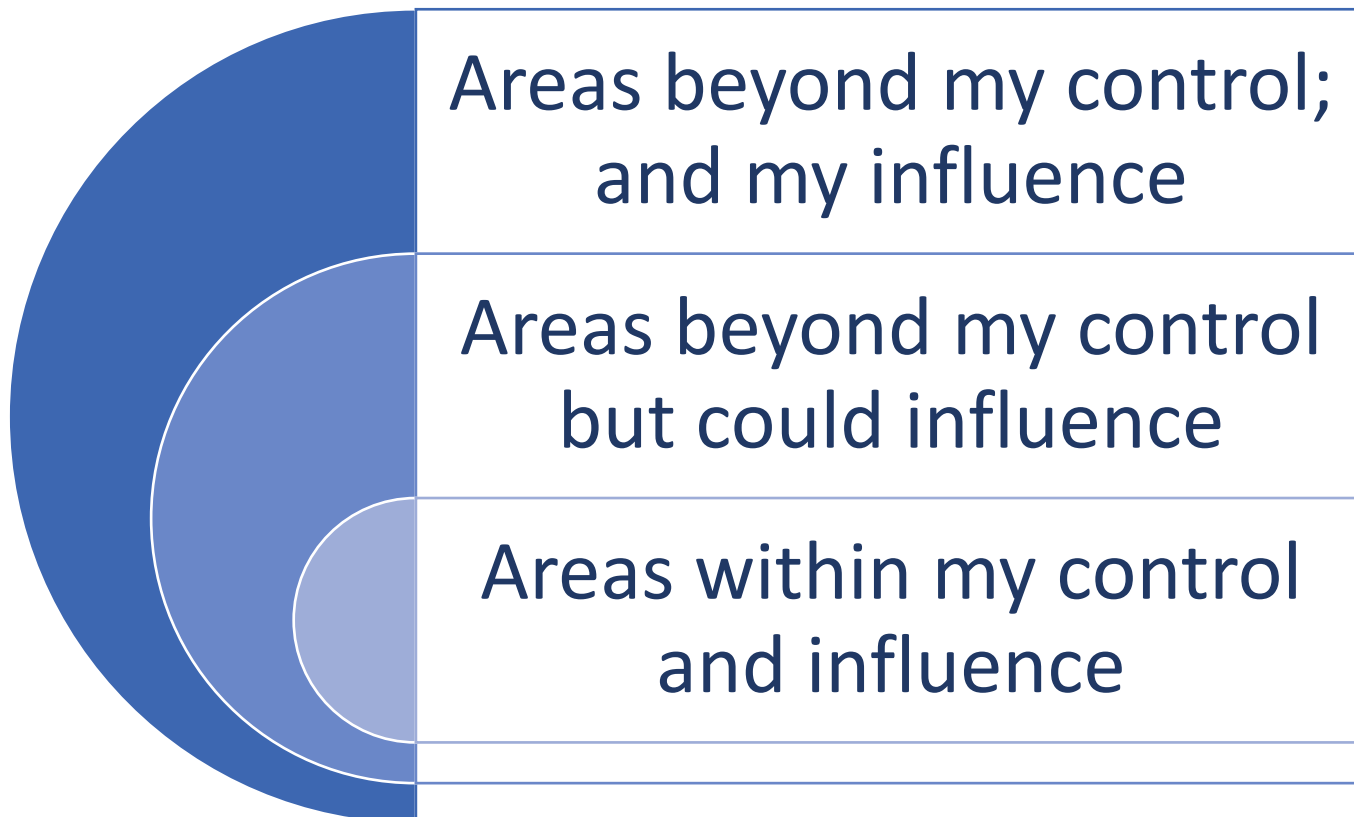 Areas beyond my control;
and my influence
Areas beyond my control
but could influence
Areas within my control
and influence